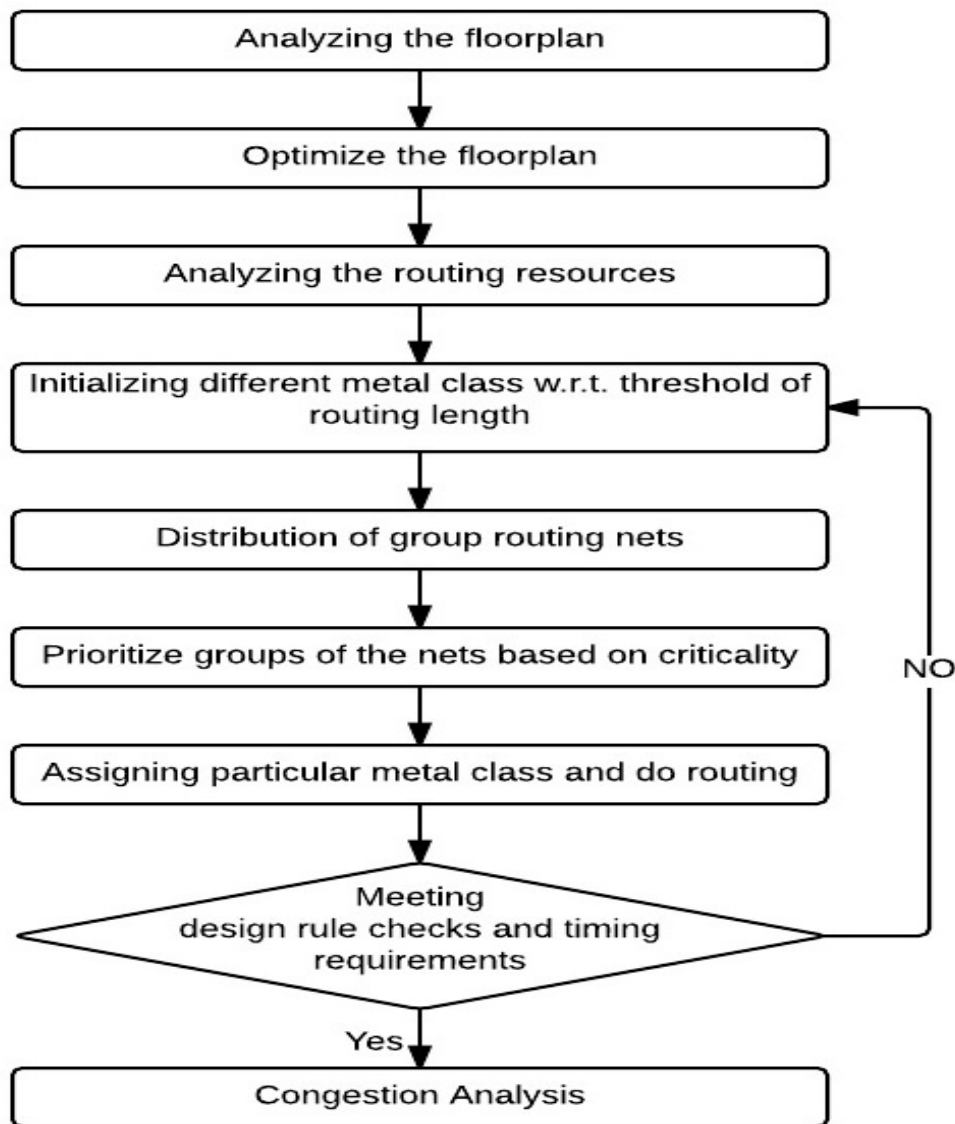 Analyzing the floorplan
Optimize the floorplan
Analyzing the routing resources
Initializing different metal class w.r.t. threshold of
routing length
Distribution of group routing nets
Prioritize groups of the nets based on criticality
NO
Assigning particular metal class and do routing
Meeting
design rule checks and timing
requirements
Yes
Congestion Analysis